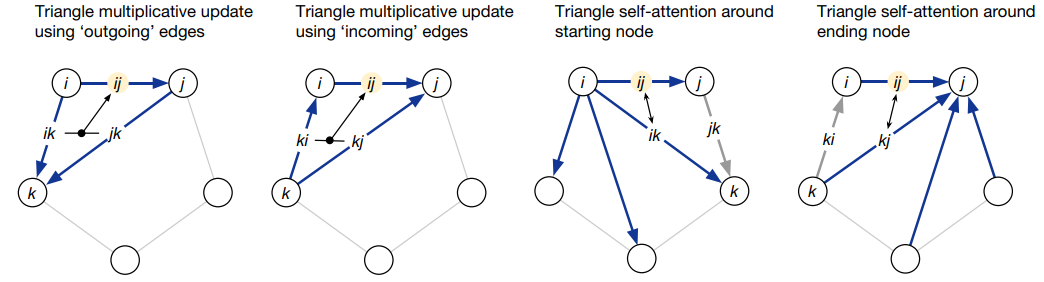 Triangle multiplicative update
using ‘outgoing’ edges
Triangle multiplicative update
using ‘incoming’ edges
Triangle self-attention around
starting node
Triangle self-attention around
ending node
i
ij
j
ik
jk
k
i
ij
j
ki
kj
k
i
ij
j
ik
jk
k
i
ij
j
ki
kj
k